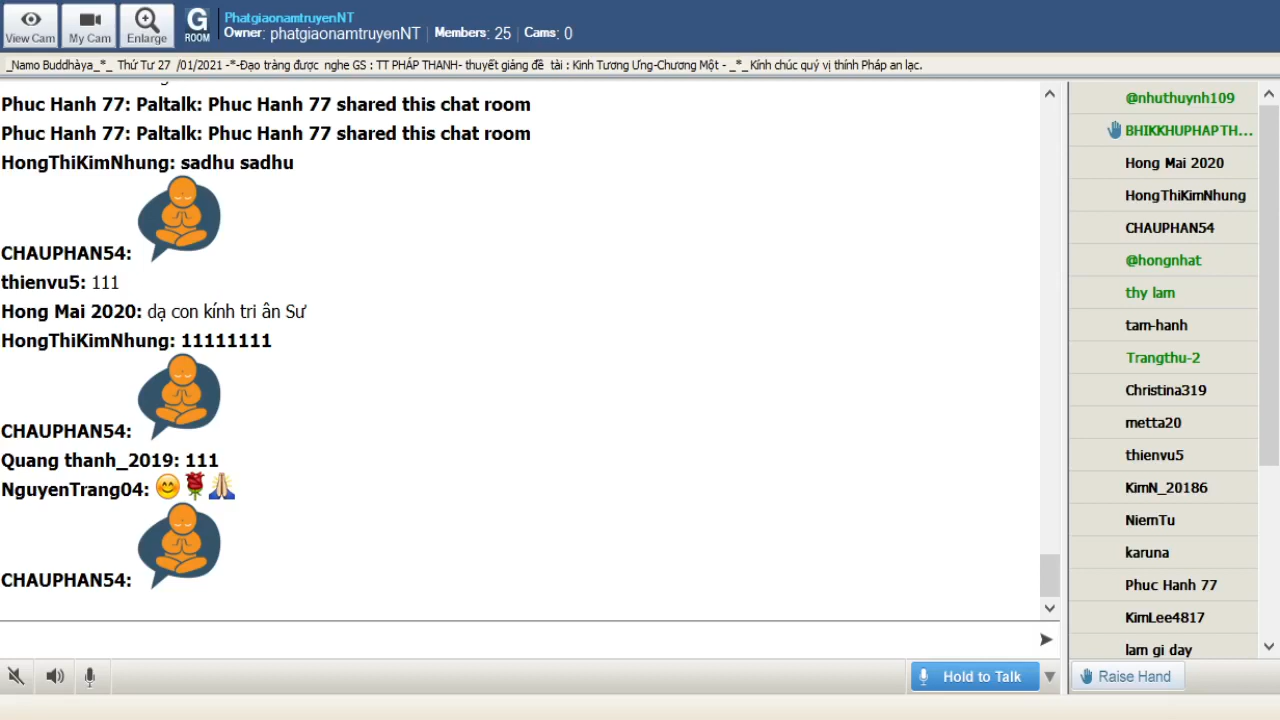 View Cam
My Cam
Enlarge
G
ROOM
PhatgiaonamtruyenNT
Owner: phatgiaonamtruyenNT | Members: 25 | Cams: 0
_Namo Buddhàya_*_ Thứ Tư 27 /01/2021 -*-Đạo tràng được nghe GS : TT PHÁP THANH- thuyết giảng đề tài : Kinh Tương Ưng-Chương Một - _*_Kính chúc quý vị thính Pháp an lạc.
Phuc Hanh 77: Paltalk: Phuc Hanh 77 shared this chat room
Phuc Hanh 77: Paltalk: Phuc Hanh 77 shared this chat room
HongThiKimNhung: sadhu sadhu
CHAUPHAN54:
thienvu5: 111
Hong Mai 2020: dạ con kính tri ân Sư
HongThiKimNhung: 11111111
CHAUPHAN54:
Quang thanh_2019: 111
NguyenTrang04: 😊🌹🙏
CHAUPHAN54:
Hold to Talk
@nhuthuynh109
BHIKKHUPHAPTH...
Hong Mai 2020
HongThiKimNhung
CHAUPHAN54
@hongnhat
thy lam
tam-hanh
Trangthu-2
Christina319
metta20
thienvu5
KimN_20186
NiemTu
karuna
Phuc Hanh 77
KimLee4817
lam gi day
Raise Hand